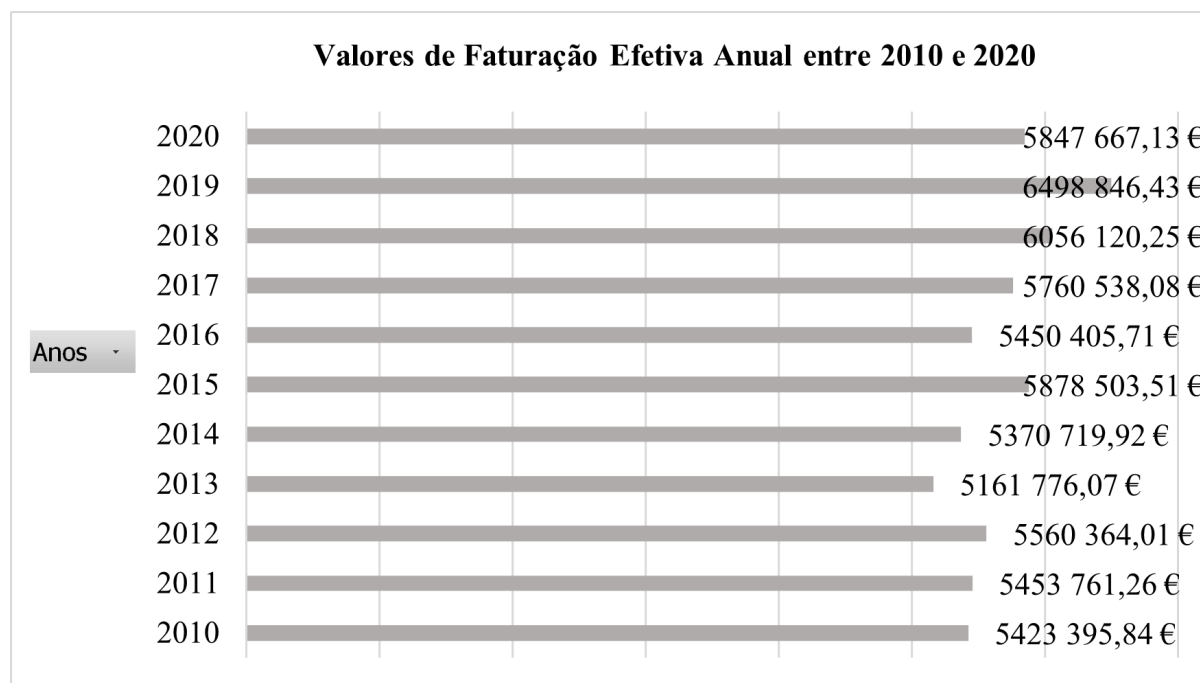 Valores de Faturação Efetiva Anual entre 2010 e 2020
2020 5847 667,13 €
2019 6498 846,43 €
2018 6056 120,25 €
2017 5760 538,08 €
2016 5450 405,71 €
Anos
2015 5878 503,51 €
2014 5370 719,92 €
2013 5161 776,07 €
2012 5560 364,01 €
2011 5453 761,26 €
2010 5423 395,84 €